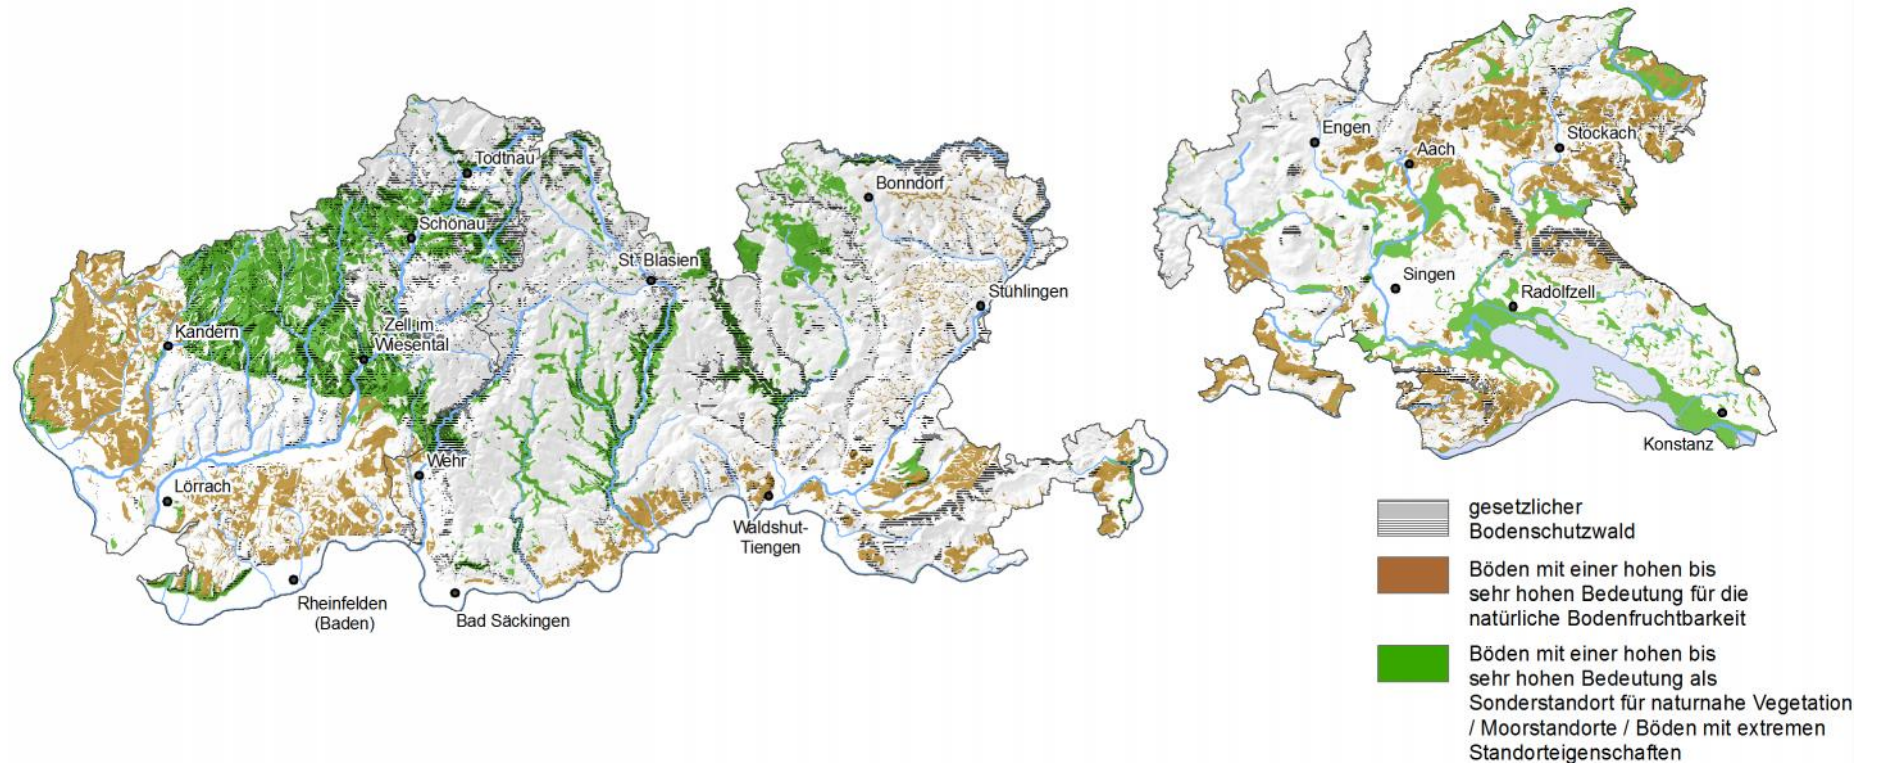 Todtnau
Schönau
Bonndorf
St. Blasien
Stühlingen
Kandern
Zell im
Wiesental
Wehr
Lörrach
Waldshut-
Tiengen
Rheinfelden
(Baden)
Bad Säckingen
Engen
Aach
Stockach
Singen
Radolfzell
Konstanz
gesetzlicher
Bodenschutzwald
Böden mit einer hohen bis
sehr hohen Bedeutung für die
natürliche Bodenfruchtbarkeit
Böden mit einer hohen bis
sehr hohen Bedeutung als
Sonderstandort für naturnahe Vegetation
/ Moorstandorte / Böden mit extremen
Standorteigenschaften